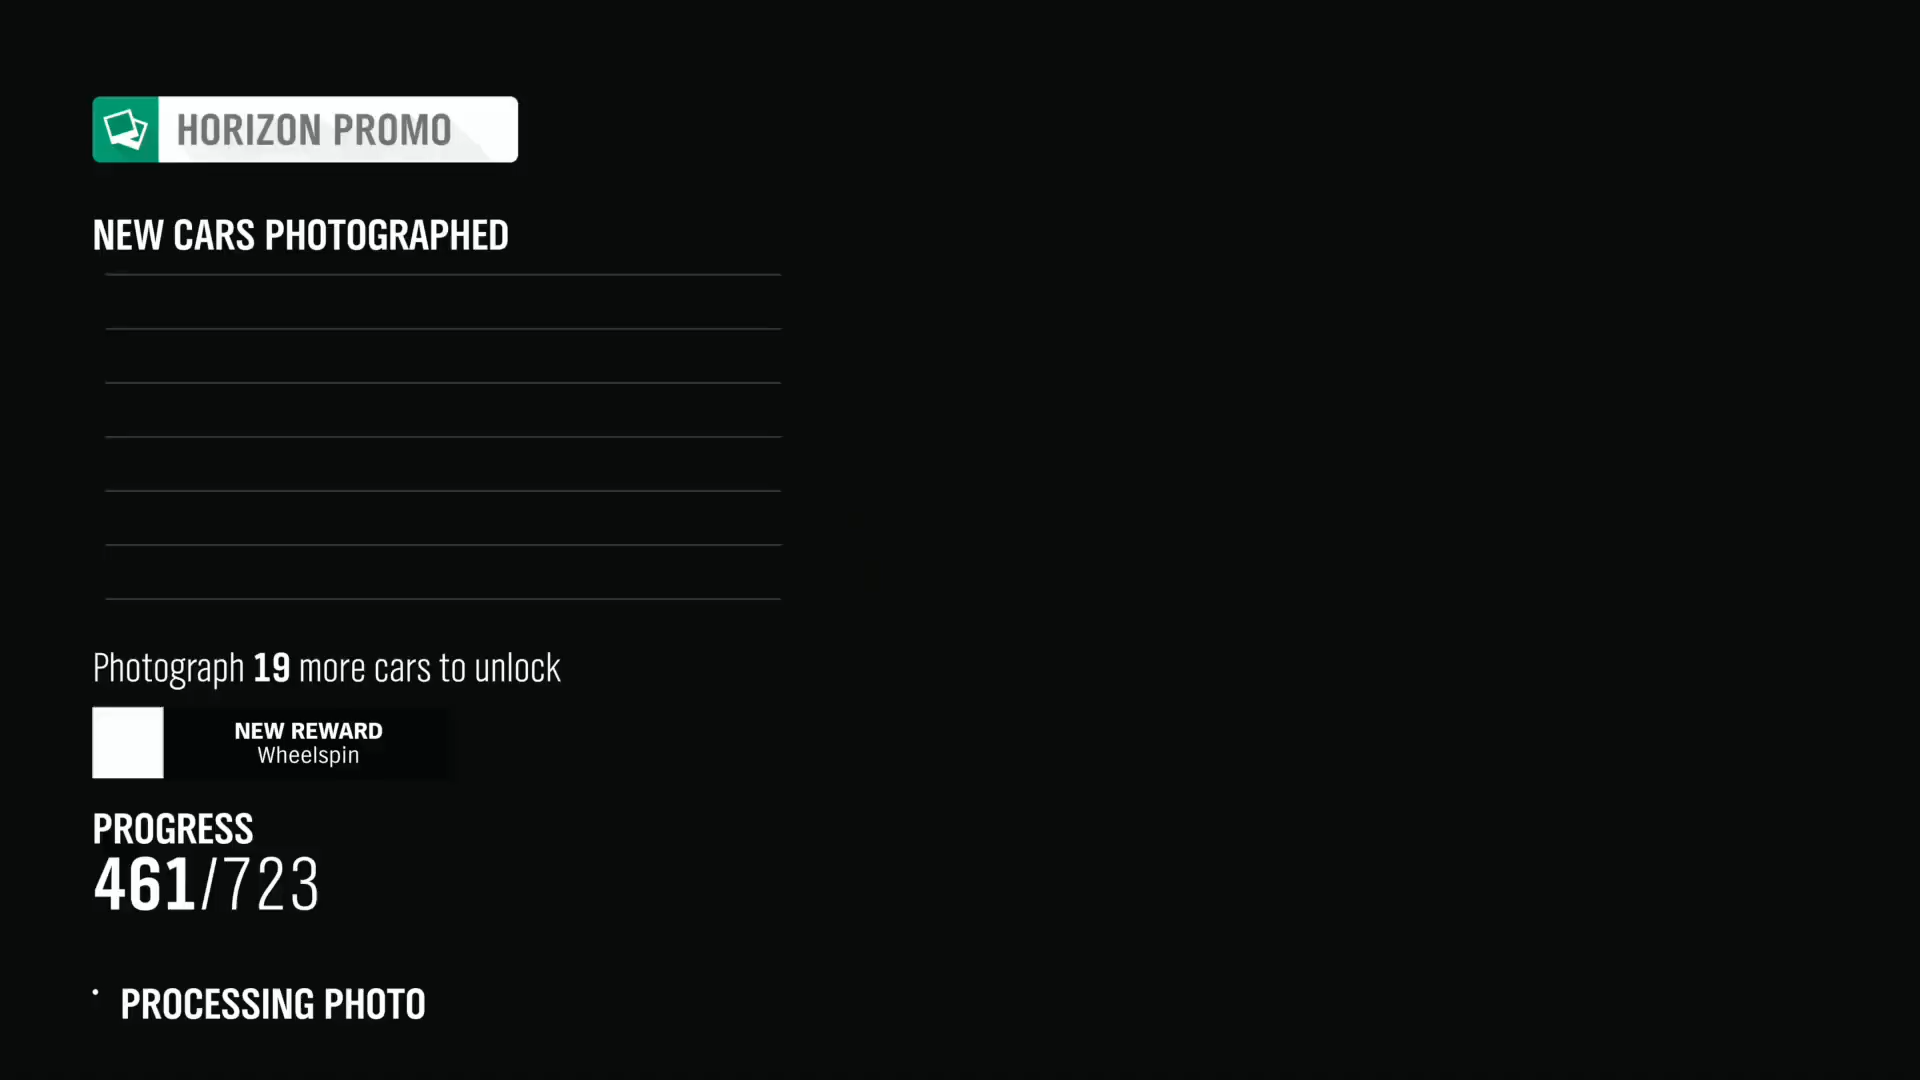 HORIZON PROMO
NEW CARS PHOTOGRAPHED
Photograph 19 more cars to unlock
NEW REWARD
Wheelspin
PROGRESS
461/723
PROCESSING PHOTO